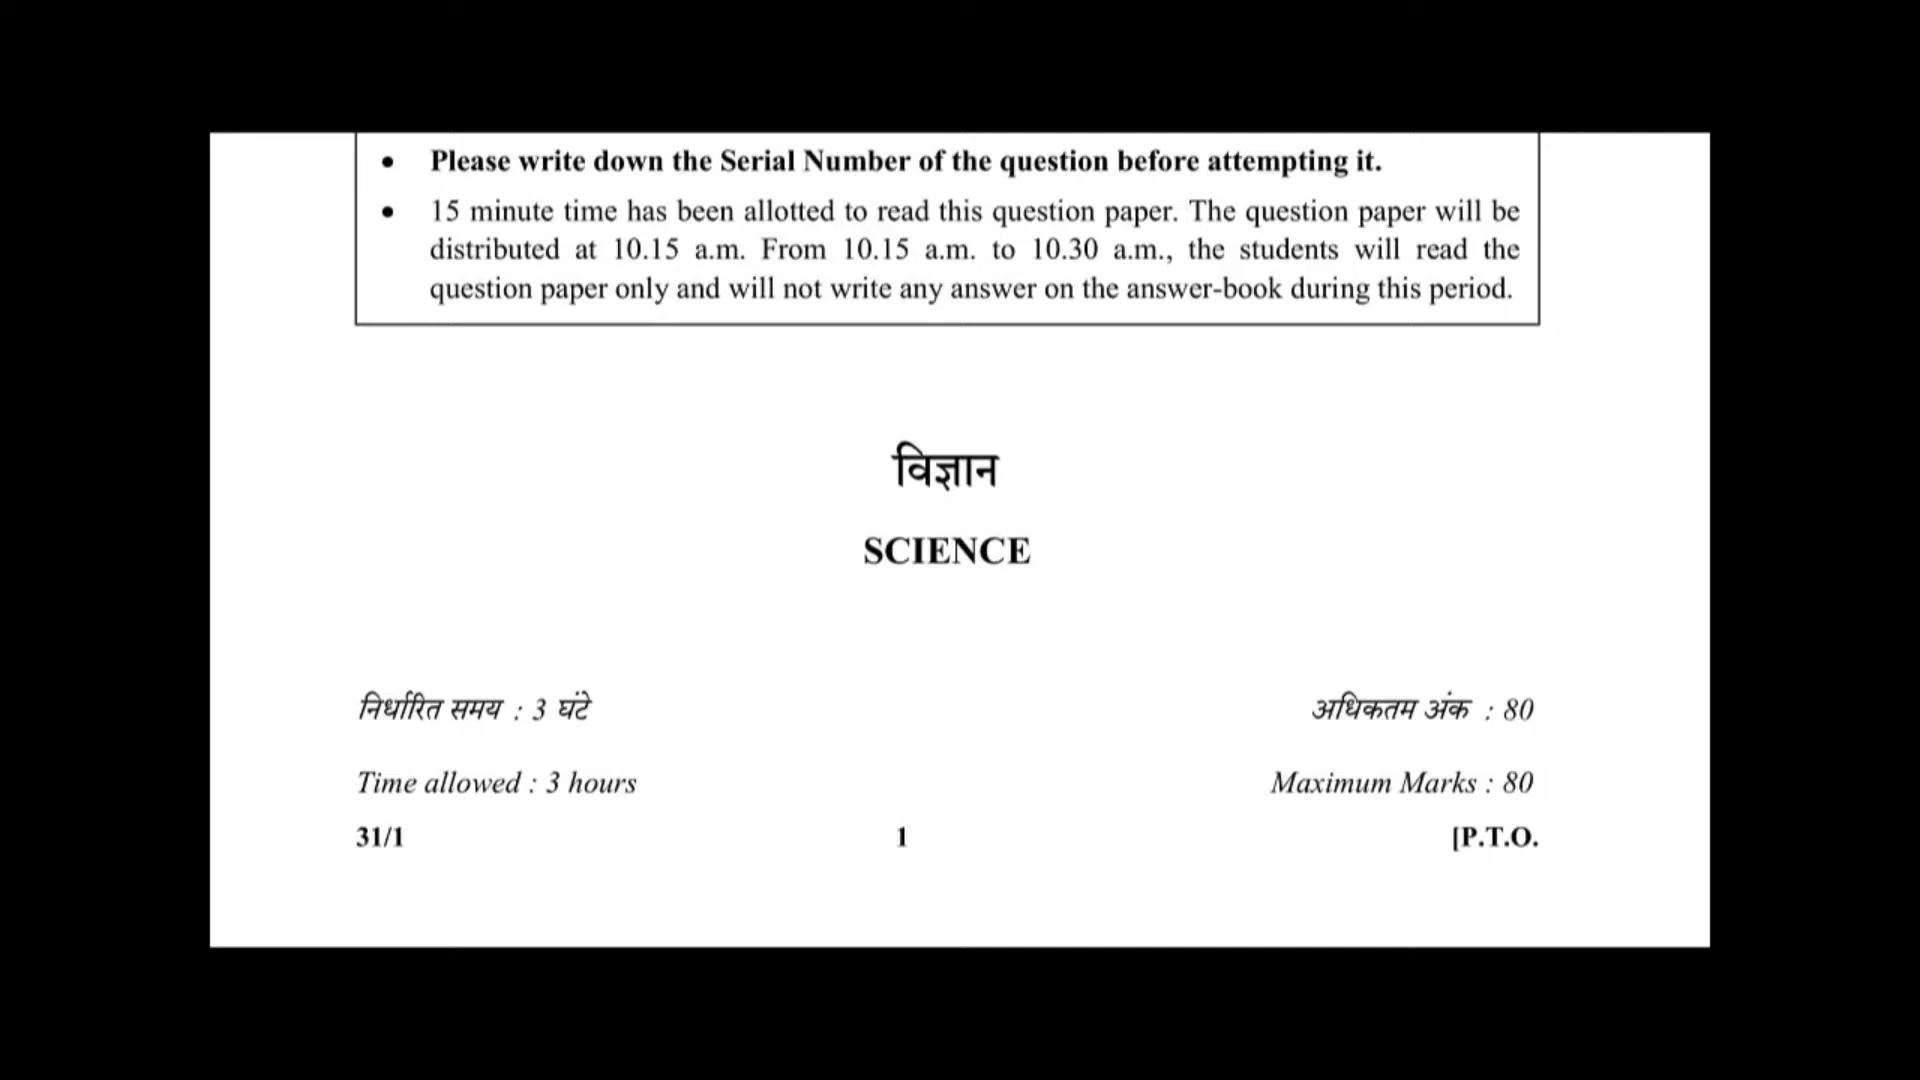 • Please write down the Serial Number of the question before attempting it.
• 15 minute time has been allotted to read this question paper. The question paper will be
distributed at 10.15 a.m. From 10.15 a.m. to 10.30 a.m., the students will read the
question paper only and will not write any answer on the answer-book during this period.
विज्ञान
SCIENCE
निर्धारित समय : 3 घंटे अधिकतम अंक : 80
Time allowed : 3 hours Maximum Marks : 80
31/1 1 [P.T.O.